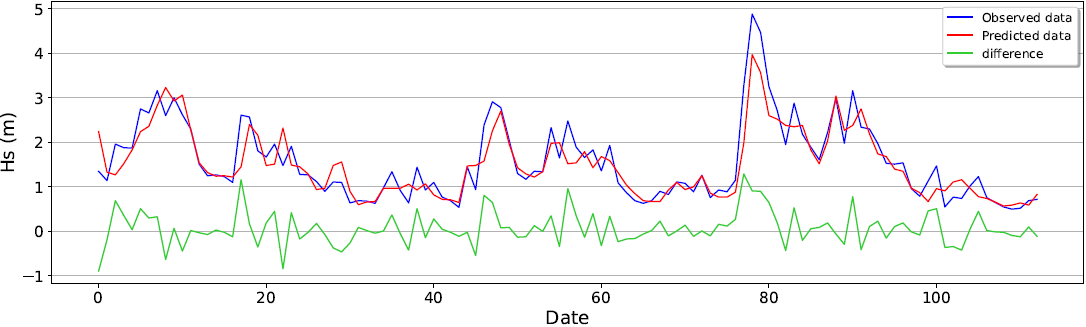 5
4
3
2
1
0
−1
Hs (m)
Observed data
Predicted data
difference
0
20
40
60
80
100
Date